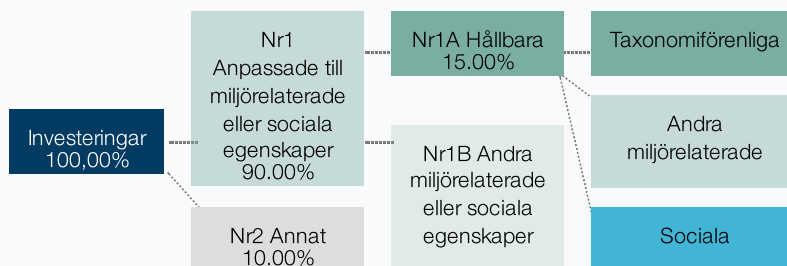 Investeringar
100,00%
Nr1
Anpassade till
miljörelaterade
eller sociala
egenskaper
90.00%
Nr2 Annat
10.00%
Nr1A Hållbara
15.00%
Nr1B Andra
miljörelaterade
eller sociala
egenskaper
Taxonomiförenliga
Andra
miljörelaterade
Sociala